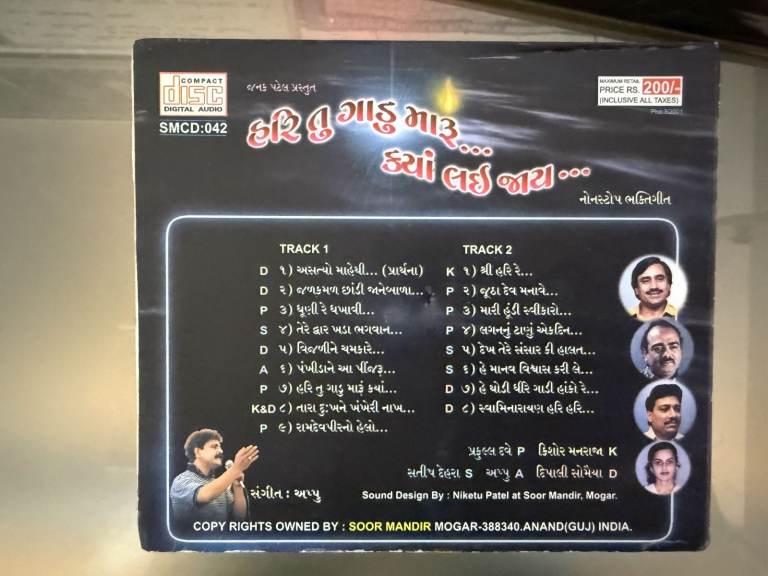 COMPACT
disc
DIGITAL AUDIO
SMCD:042
જનક પટેલ પ્રસ્તુત
હરિ તુ ગાડુ મારૂ...
ક્યાં લઈ જાય...
નોનસ્ટોપ ભક્તિગીત
MAXIMUM RETAIL
PRICE RS. 200/-
(INCLUSIVE ALL TAXES)
TRACK 1
D ૧) અસત્યો માહેથી... (પ્રાર્થના)
D ૨) જળકમળ છાંડી જાનેબાળા...
P ૩) ધૂણી રે ધખાવી...
S ૪) તેરે દ્વાર ખડા ભગવાન...
D ૫) વિજળીને ચમકારે...
A ૬) પંખીડાને આ પીંજરૂ...
P ૭) હરિ તુ ગાડુ મારૂં ક્યાં...
K&D ૮) તારા દુઃખને ખંખેરી નાખ...
P ૯) રામદેવપીરનો હેલો...
TRACK 2
K ૧) શ્રી હરિ રે...
P ૨) જૂઠા દેવ મનાવે...
P ૩) મારી હૂંડી સ્વીકારો...
P ૪) લગનનું ટાણું એકદિન...
S ૫) દેખ તેરે સંસાર કી હાલત...
S ૬) હે માનવ વિશ્વાસ કરી લે...
D ૭) હે થોડી ધીરે ગાડી હાંકો રે...
D ૮) સ્વામિનારાયણ હરિ હરિ...
પ્રફુલ્લ દવે P કિશોર મનરાજા K
સતીષ દેહરા S અપ્પુ A દિપાલી સોમૈયા D
સંગીત : અપ્પુ
Sound Design By : Niketu Patel at Soor Mandir, Mogar.
COPY RIGHTS OWNED BY : SOOR MANDIR MOGAR-388340.ANAND(GUJ) INDIA.